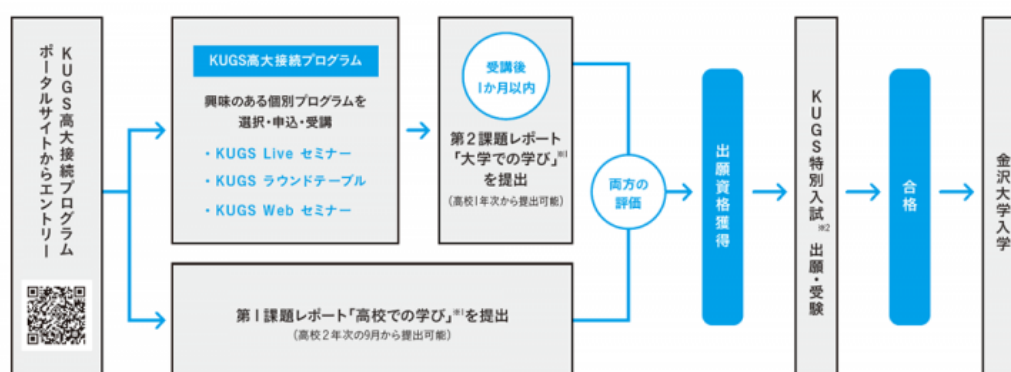 KUGS高大接続プログラム
ポータルサイトからエントリー
KUGS高大接続プログラム
興味のある個別プログラムを
選択・申込・受講
・KUGS Live セミナー
・KUGS ラウンドテーブル
・KUGS Web セミナー
受講後
1か月以内
第2課題レポート
「大学での学び」※1
を提出
(高校1年次から提出可能)
第1課題レポート「高校での学び」※1を提出
(高校2年次の9月から提出可能)
両方の
評価
出願資格獲得
KUGS特別入試※2 出願・受験
合格
金沢大学入学